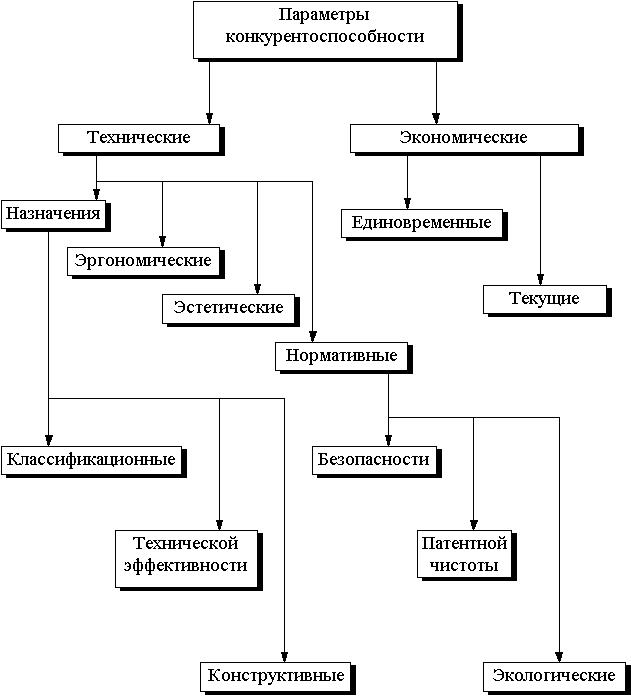 Параметры
конкурентоспособности
Технические
Экономические
Назначения
Единовременные
Эргономические
Эстетические
Текущие
Нормативные
Классификационные
Безопасности
Технической
эффективности
Патентной
чистоты
Конструктивные
Экологические